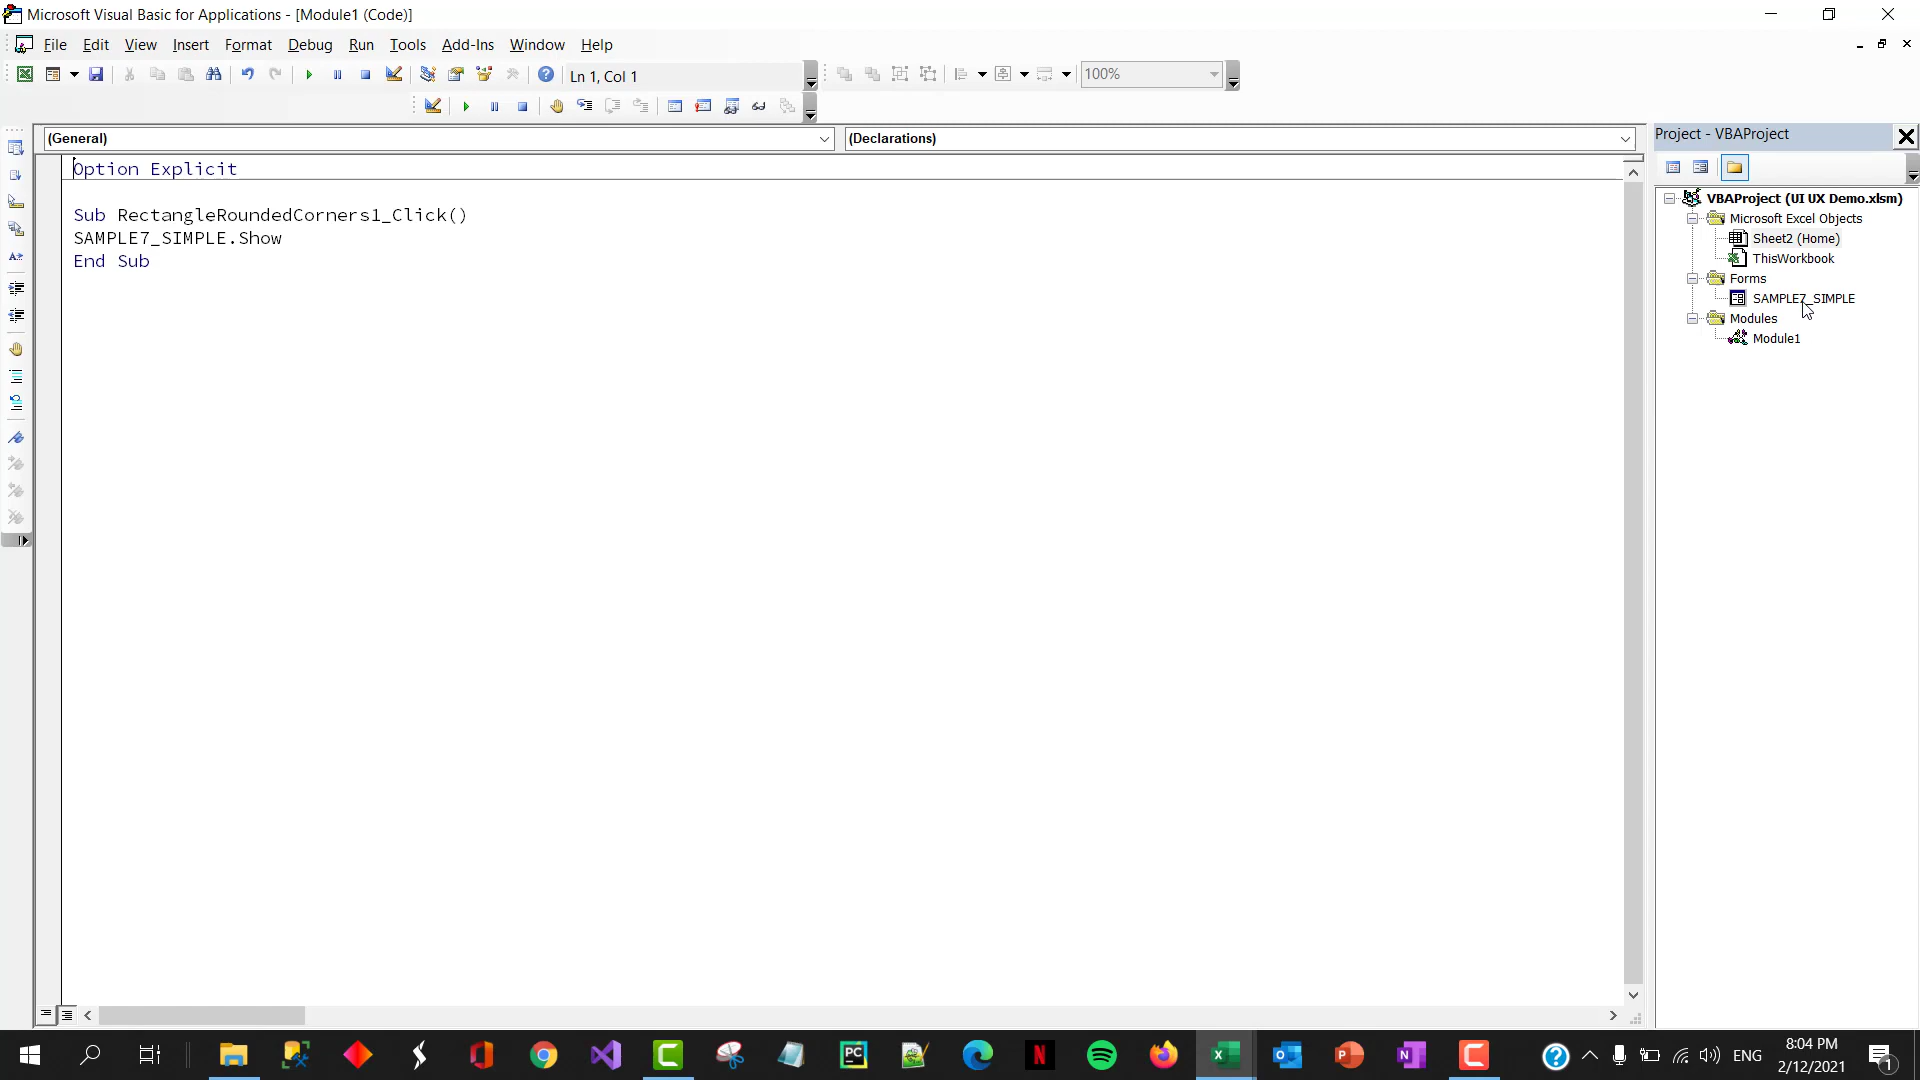 Microsoft Visual Basic for Applications - [Module1 (Code)]
File Edit View Insert Format Debug Run Tools Add-Ins Window Help
Ln 1, Col 1
100%
(General)
(Declarations)
Project - VBAProject
Option Explicit
Sub RectangleRoundedCorners1_Click()
SAMPLE7_SIMPLE.Show
End Sub
VBAProject (UI UX Demo.xlsm)
Microsoft Excel Objects
Sheet2 (Home)
ThisWorkbook
Forms
SAMPLE7_SIMPLE
Modules
Module1
ENG
8:04 PM
2/12/2021
1